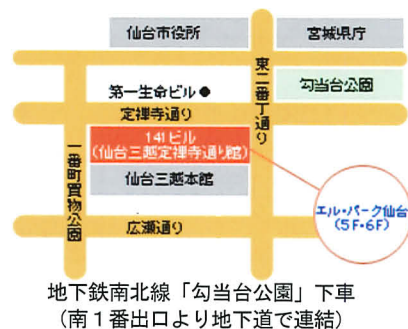 仙台市役所
宮城県庁
東二番丁通り
勾当台公園
第一生命ビル●
定禅寺通り
141ビル
(仙台三越定禅寺通り館)
一番町買物公園
仙台三越本館
エル・パーク仙台
(5F・6F)
広瀬通り
地下鉄南北線「勾当台公園」下車
(南1番出口より地下道で連結)